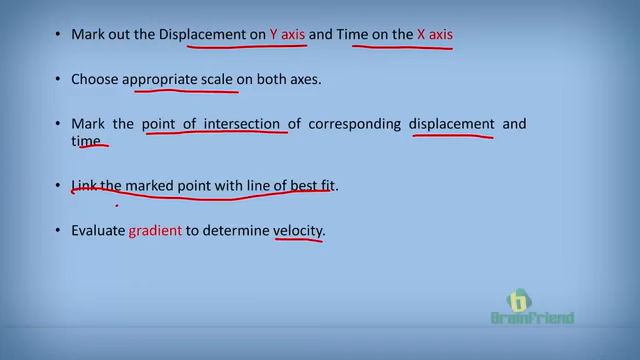 • Mark out the Displacement on Y axis and Time on the X axis
• Choose appropriate scale on both axes.
• Mark the point of intersection of corresponding displacement and
time.
• Link the marked point with line of best fit.
• Evaluate gradient to determine velocity.
b
BrainFriend